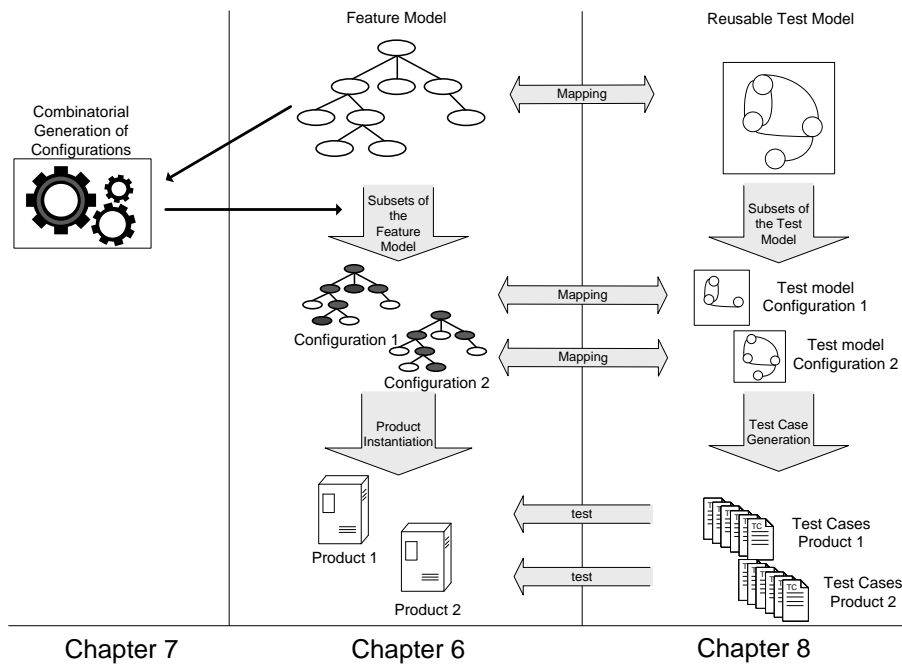 Feature Model
Reusable Test Model
Mapping
Combinatorial
Generation of
Configurations
Subsets of
the
Feature
Model
Subsets of
the Test
Model
Mapping
Test model
Configuration 1
Configuration 1
Test model
Configuration 2
Mapping
Configuration 2
Product
Instantiation
Test Case
Generation
test
TC
Test Cases
Product 1
Product 1
test
TC
Test Cases
Product 2
Product 2
Chapter 7
Chapter 6
Chapter 8